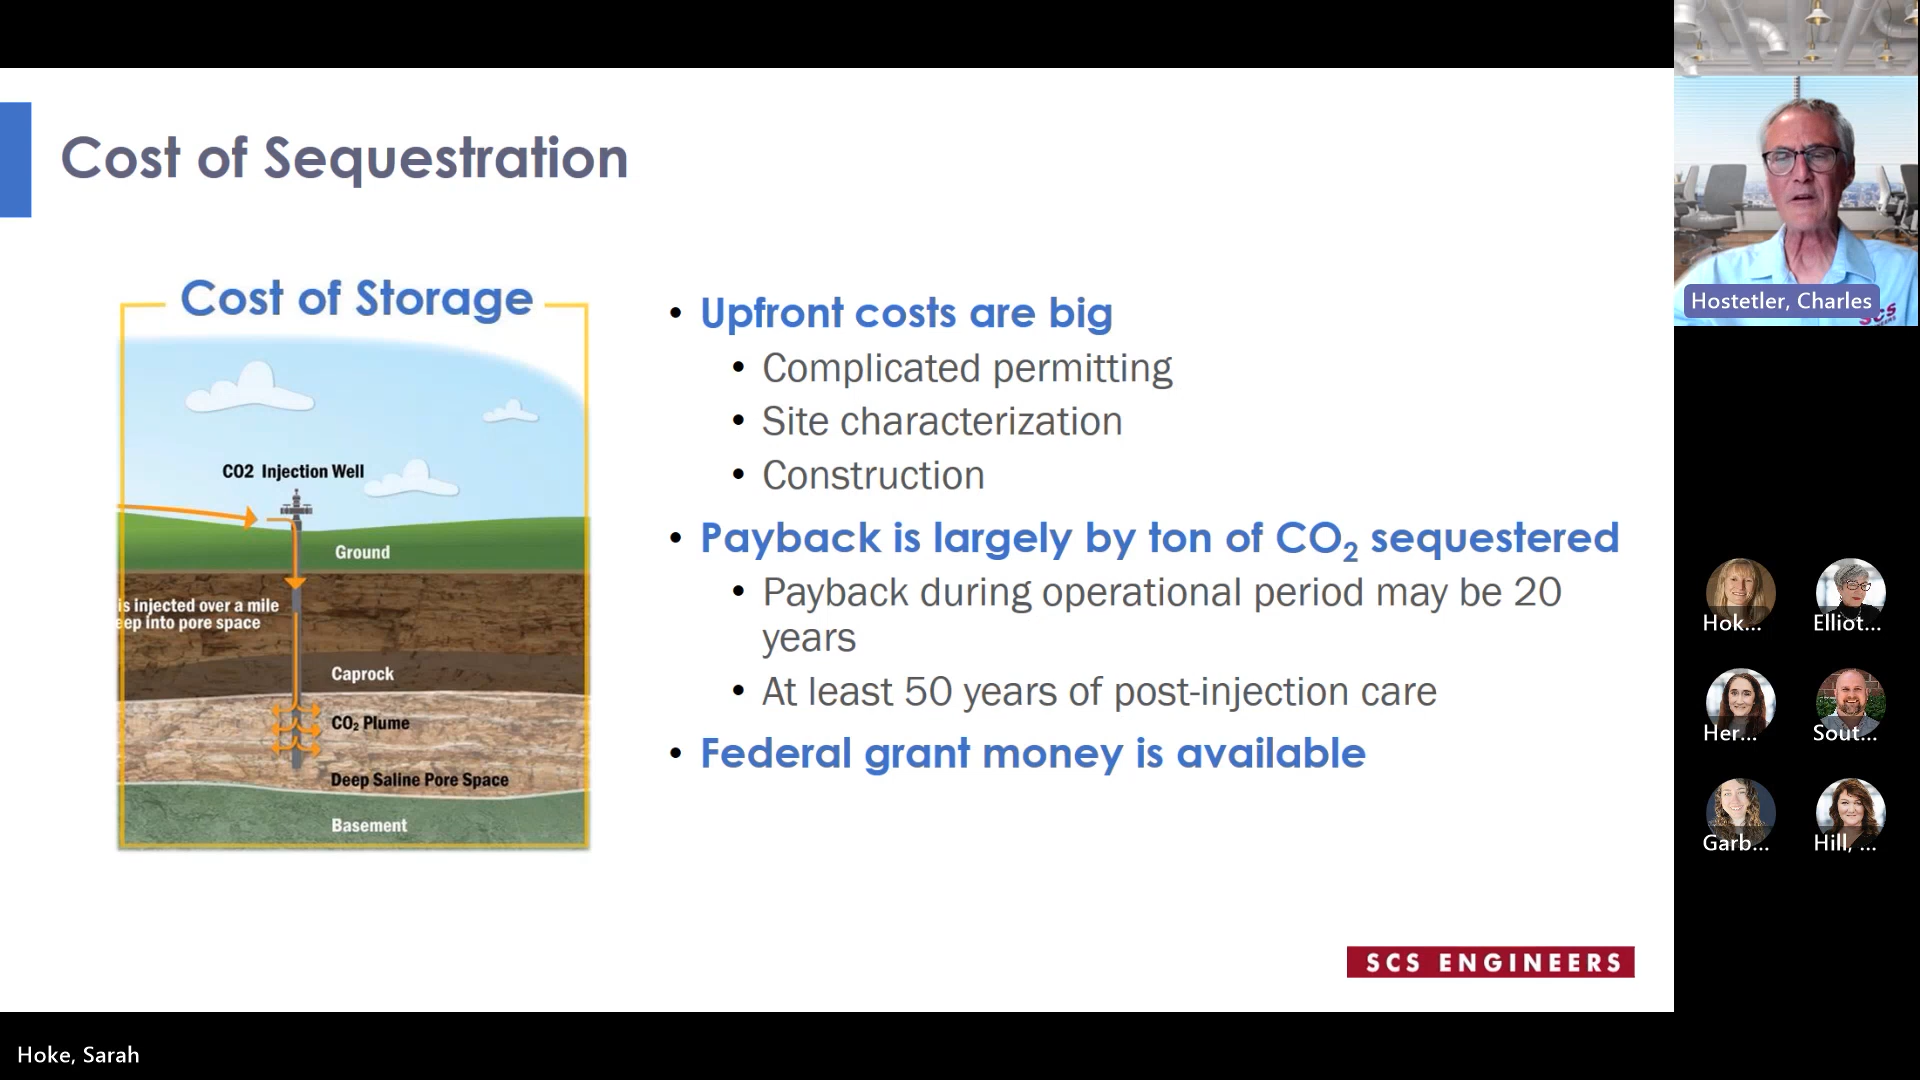 Cost of Sequestration
Cost of Storage
CO2 Injection Well
Ground
is injected over a mile
eep into pore space
Caprock
CO₂ Plume
Deep Saline Pore Space
Basement
• Upfront costs are big
• Complicated permitting
• Site characterization
• Construction
• Payback is largely by ton of CO₂ sequestered
• Payback during operational period may be 20
years
• At least 50 years of post-injection care
• Federal grant money is available
SCS ENGINEERS
Hostetler, Charles
SCS
Hok...
Elliot...
Her...
Sout...
Garb...
Hill, ...
Hoke, Sarah